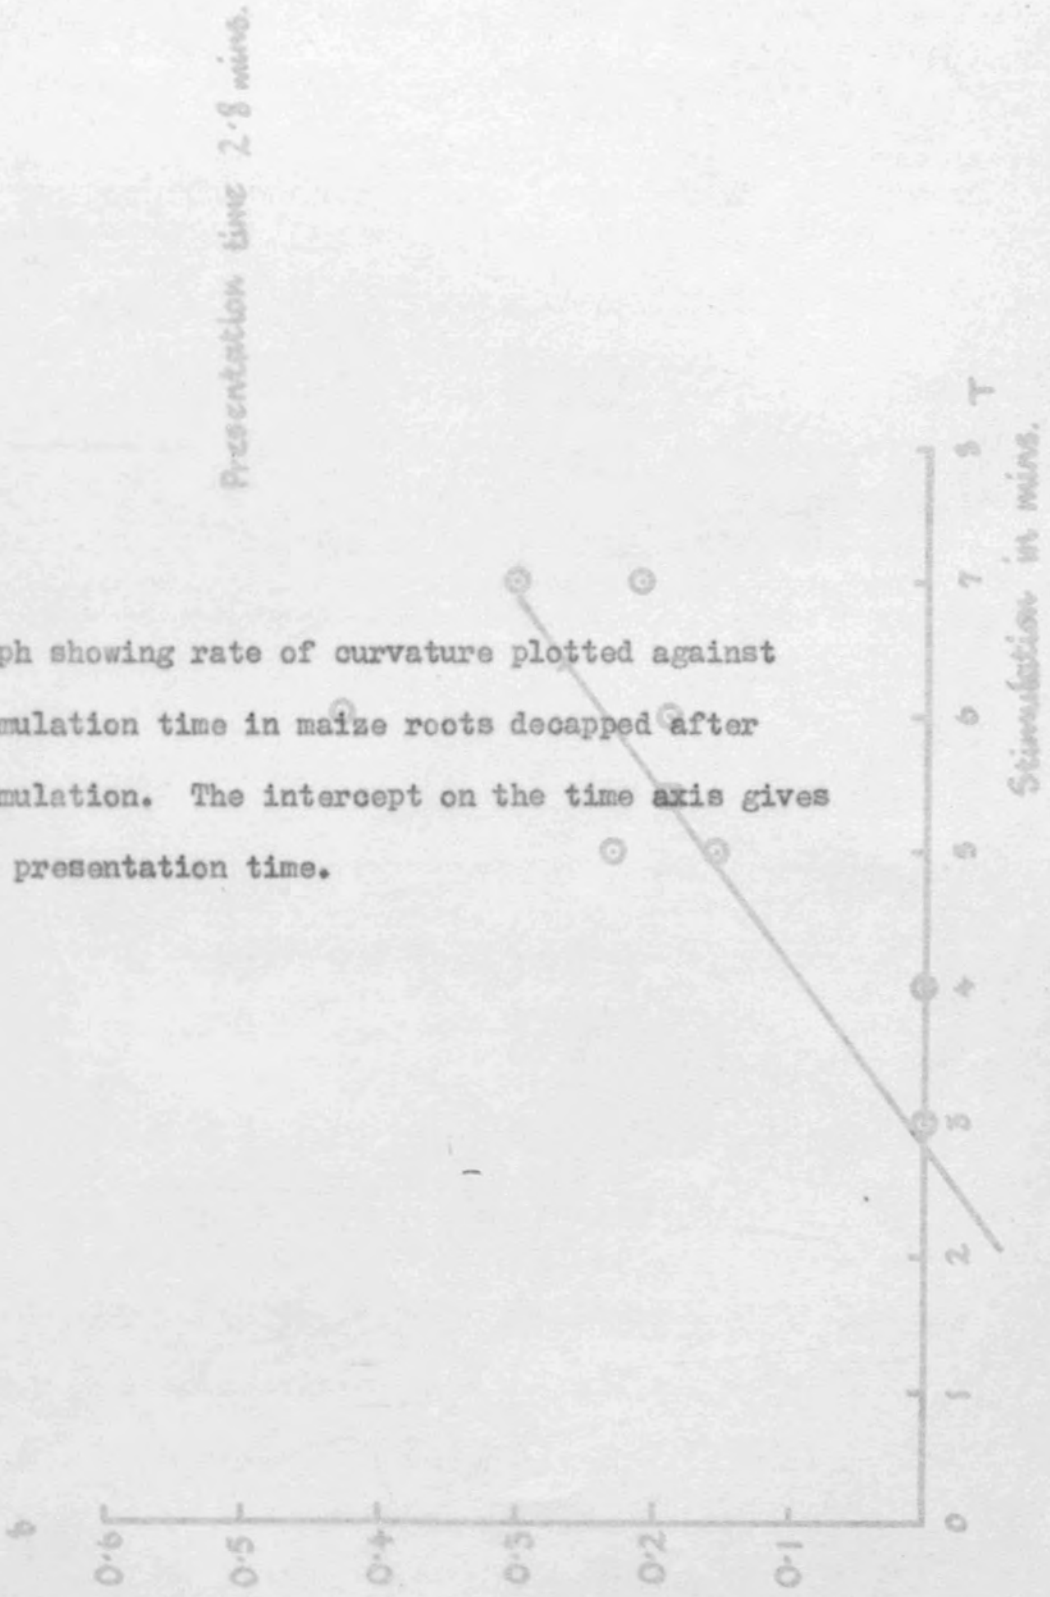 ph showing rate of curvature plotted against
mulation time in maize roots decapped after
mulation. The intercept on the time axis gives
presentation time.
Presentation time 2·8 mins.
Stimulation in mins.
T
8
7
6
5
4
3
2
1
0
0·6
0·5
0·4
0·3
0·2
0·1